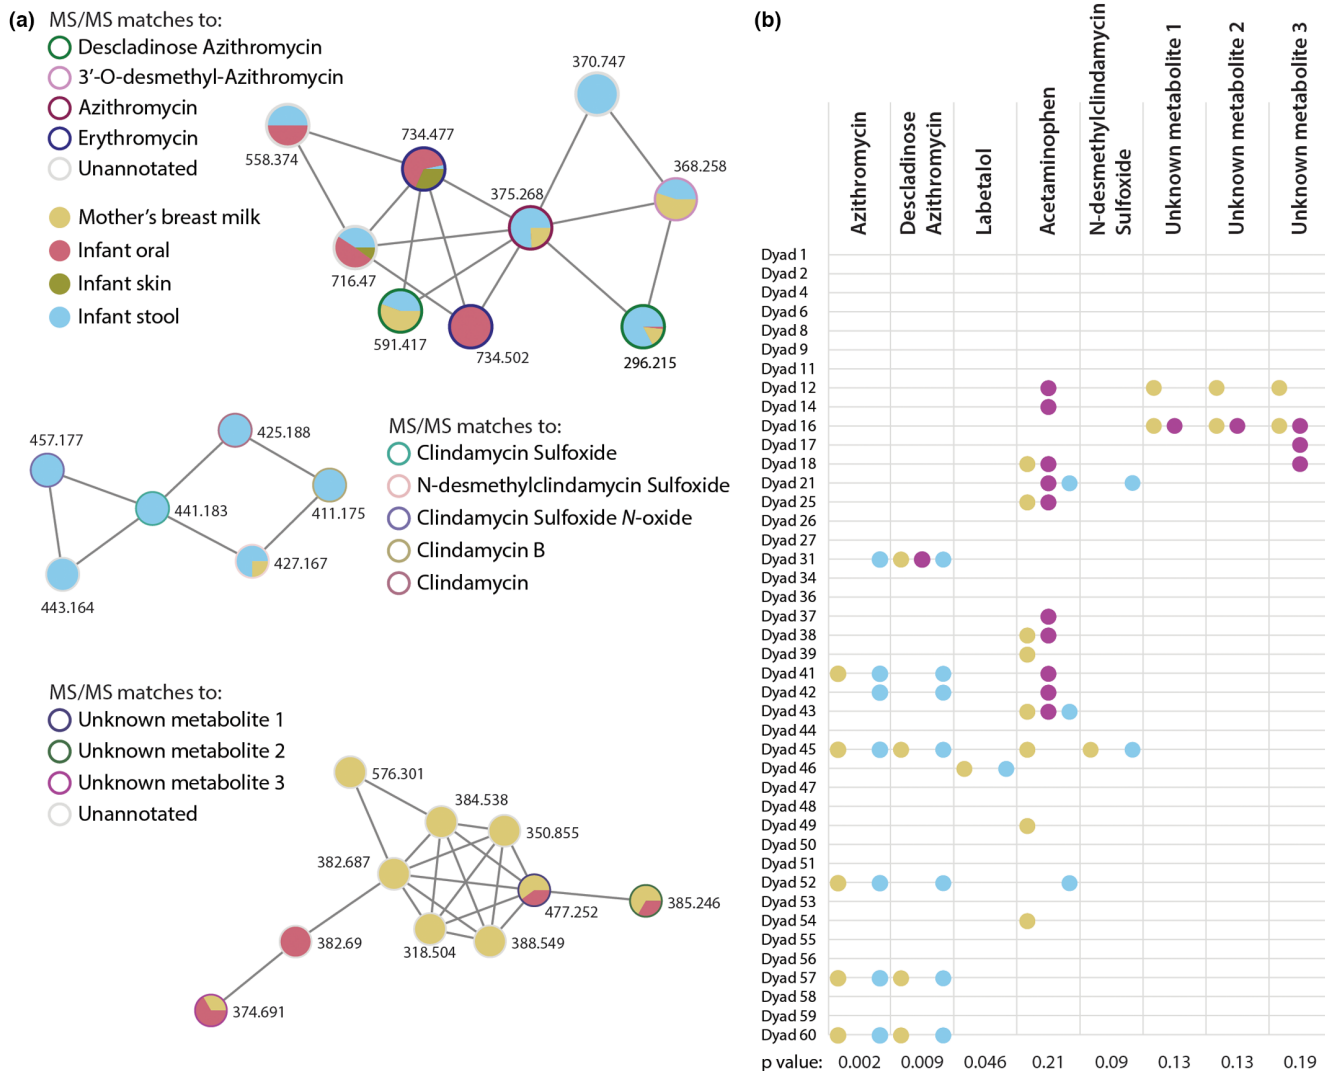 (a)
MS/MS matches to:
Descladinose Azithromycin
3'-O-desmethyl-Azithromycin
Azithromycin
Erythromycin
Unannotated
Mother's breast milk
Infant oral
Infant skin
Infant stool
370.747
558.374
734.477
368.258
375.268
716.47
591.417
734.502
296.215
457.177
425.188
441.183
411.175
427.167
443.164
MS/MS matches to:
Clindamycin Sulfoxide
N-desmethylclindamycin Sulfoxide
Clindamycin Sulfoxide N-oxide
Clindamycin B
Clindamycin
MS/MS matches to:
Unknown metabolite 1
Unknown metabolite 2
Unknown metabolite 3
Unannotated
576.301
384.538
350.855
382.687
477.252
385.246
318.504
388.549
382.69
374.691
(b)
Azithromycin
Descladinose
Azithromycin
Labetalol
Acetaminophen
N-desmethylclindamycin
Sulfoxide
Unknown metabolite 1
Unknown metabolite 2
Unknown metabolite 3
Dyad 1
Dyad 2
Dyad 4
Dyad 6
Dyad 8
Dyad 9
Dyad 11
Dyad 12
Dyad 14
Dyad 16
Dyad 17
Dyad 18
Dyad 21
Dyad 25
Dyad 26
Dyad 27
Dyad 31
Dyad 34
Dyad 36
Dyad 37
Dyad 38
Dyad 39
Dyad 41
Dyad 42
Dyad 43
Dyad 44
Dyad 45
Dyad 46
Dyad 47
Dyad 48
Dyad 49
Dyad 50
Dyad 51
Dyad 52
Dyad 53
Dyad 54
Dyad 55
Dyad 56
Dyad 57
Dyad 58
Dyad 59
Dyad 60
p value: 0.002 0.009 0.046 0.21 0.09 0.13 0.13 0.19